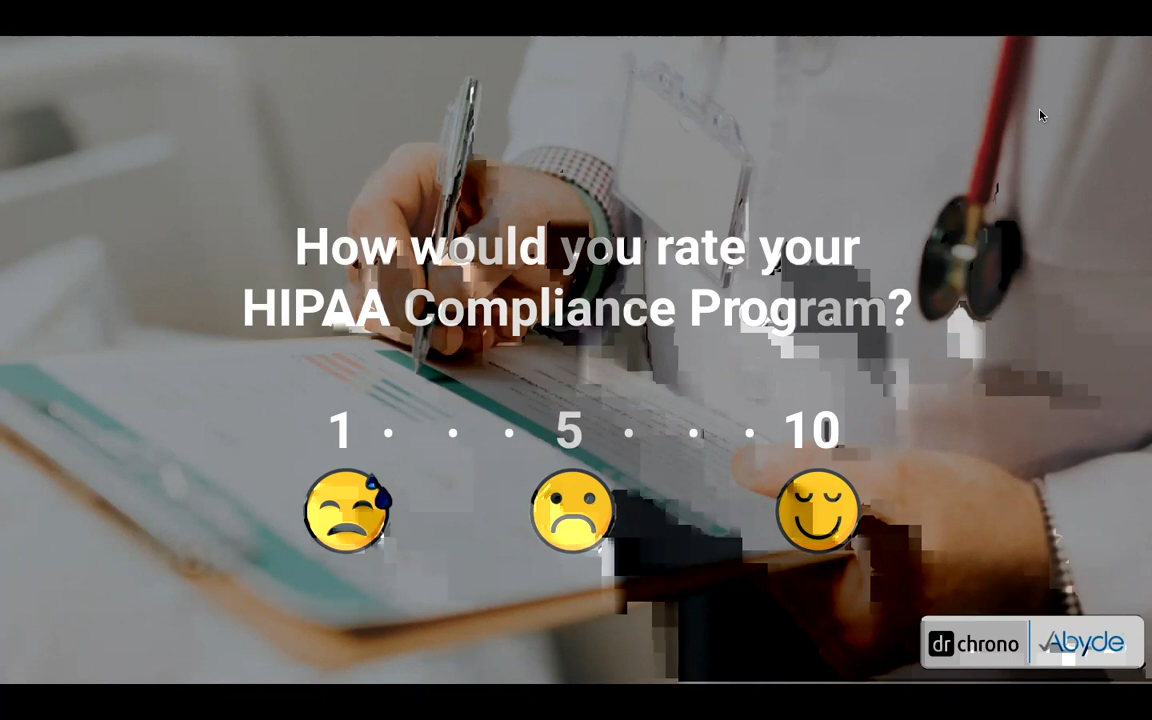 How would you rate your
HIPAA Compliance Program?
1 · · · 5 · · · 10
dr chrono | Abyde